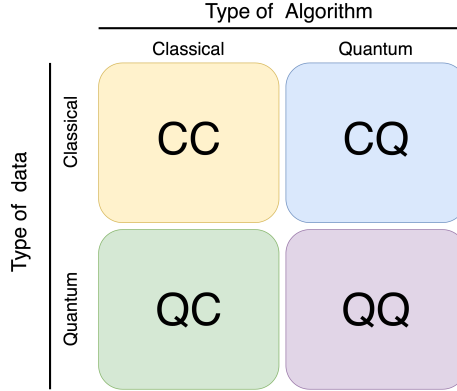 Type of Algorithm
Classical Quantum
Classical
CC CQ
Type of data
Quantum
QC QQ